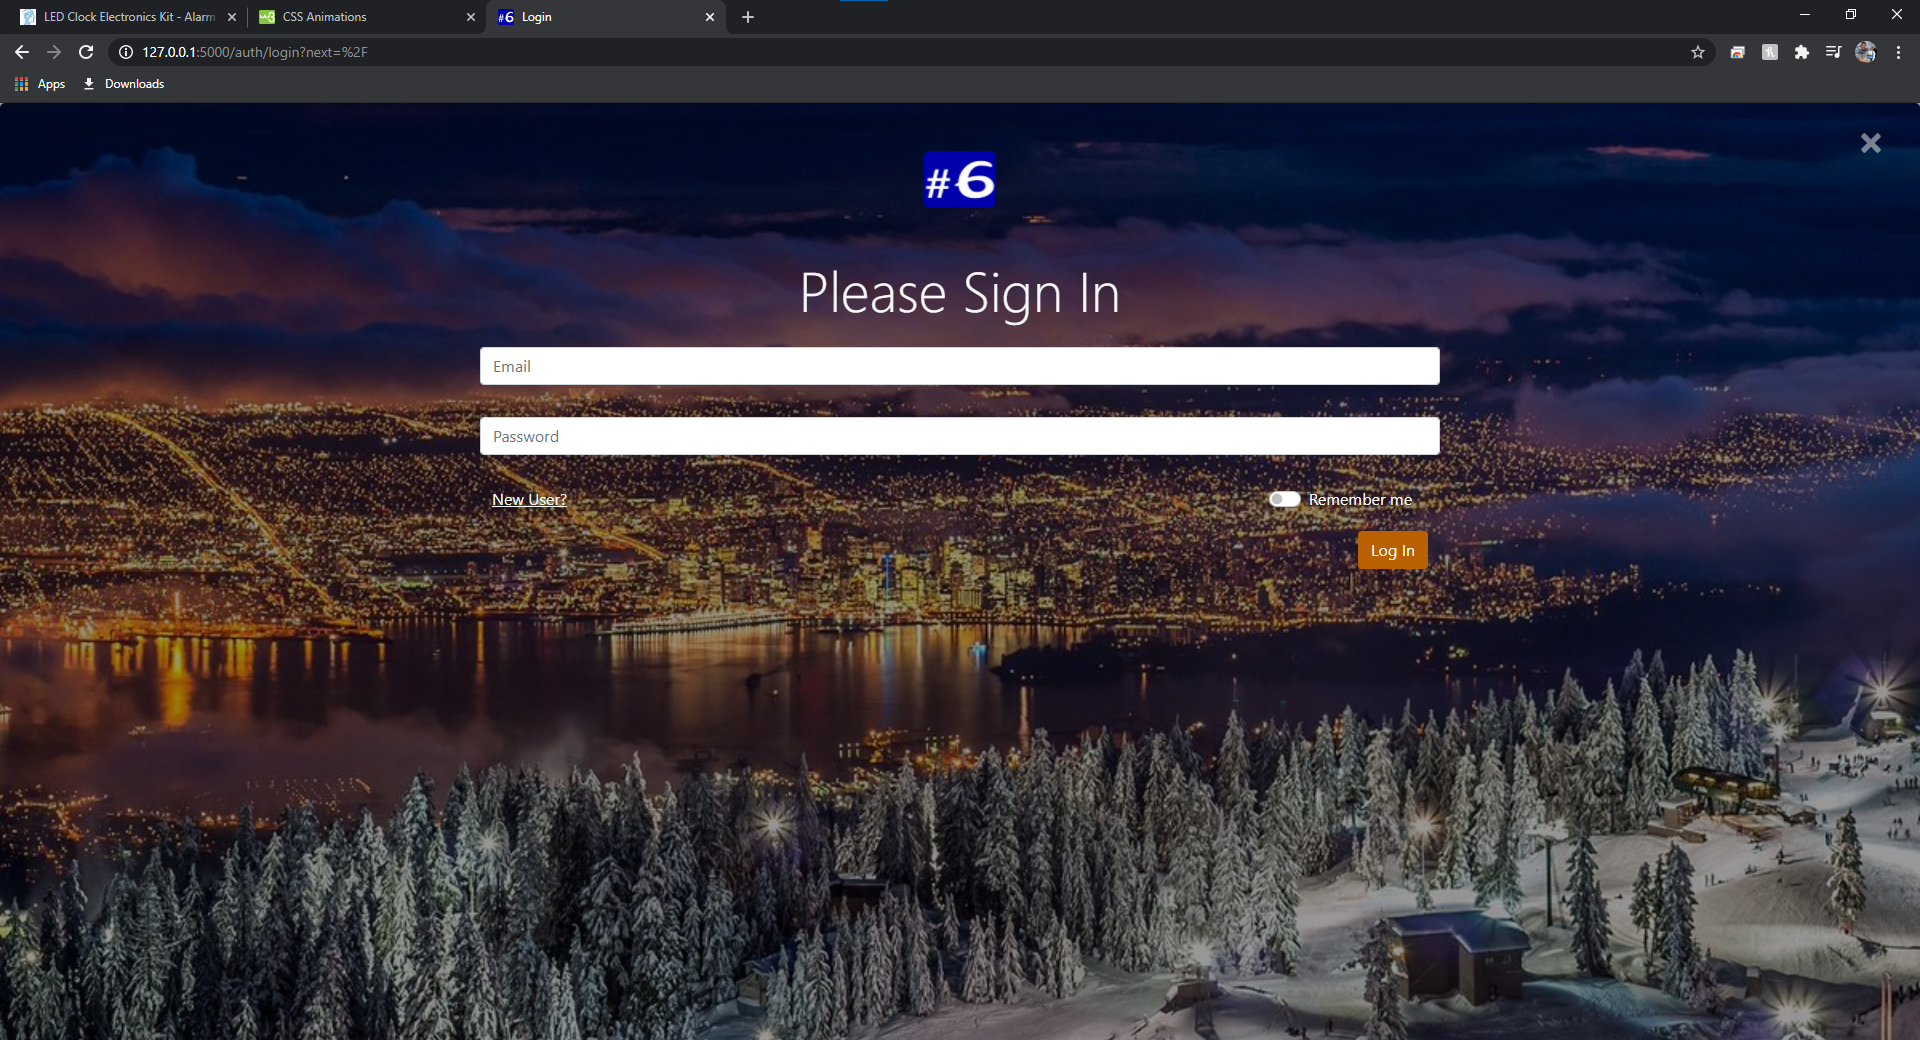 LED Clock Electronics Kit - Alarm
CSS Animations
#6 Login
127.0.0.1:5000/auth/login?next=%2F
Apps
Downloads
#6
Please Sign In
Email
Password
New User?
Remember me
Log In